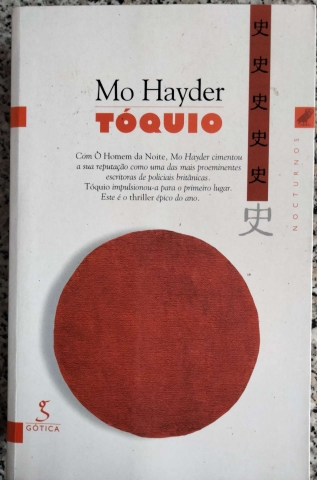 Mo Hayder
TÓQUIO
Com O Homem da Noite, Mo Hayder cimentou
a sua reputação como uma das mais proeminentes
escritoras de policiais britânicas.
Tóquio impulsionou-a para o primeiro lugar.
Este é o thriller épico do ano.
史
史
史
史
史
史
NOCTURNOS
g
GÓTICA